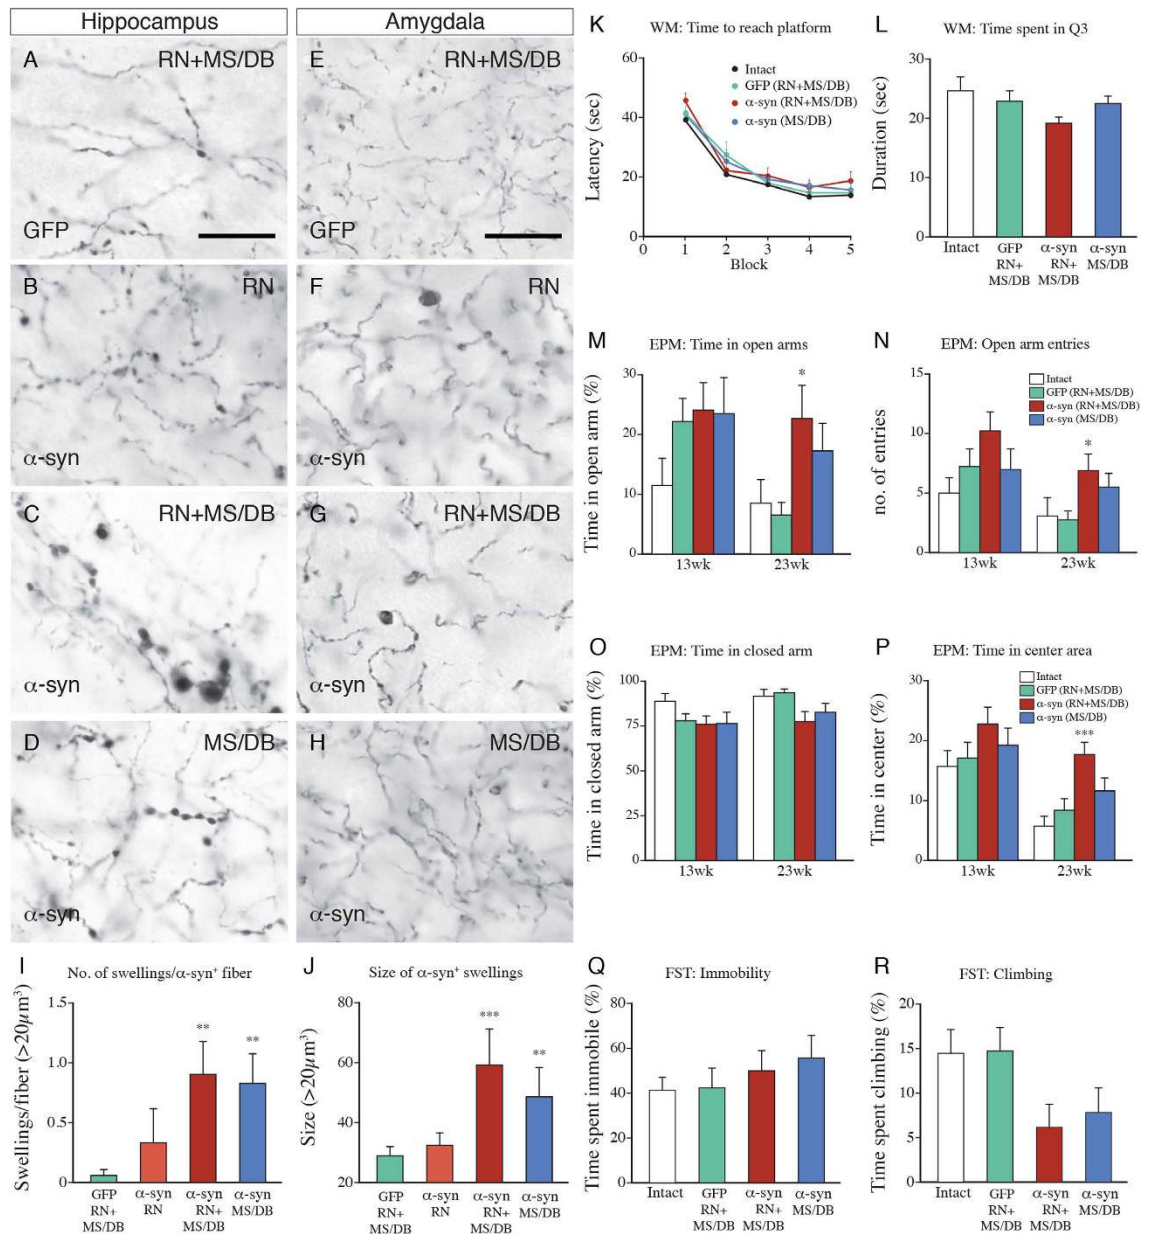 Hippocampus
Amygdala
A
RN+MS/DB
GFP
E
RN+MS/DB
GFP
B
RN
α-syn
F
RN
α-syn
C
RN+MS/DB
α-syn
G
RN+MS/DB
α-syn
D
MS/DB
α-syn
H
MS/DB
α-syn
I
No. of swellings/α-syn⁺ fiber
Swellings/fiber (>20µm³)
1.5
1.0
0.5
0
**
**
GFP
RN+
MS/DB
α-syn
RN
α-syn
RN+
MS/DB
α-syn
MS/DB
J
Size of α-syn⁺ swellings
Size (>20µm³)
80
60
40
20
***
**
GFP
RN+
MS/DB
α-syn
RN
α-syn
RN+
MS/DB
α-syn
MS/DB
K
WM: Time to reach platform
Latency (sec)
60
40
20
0
Intact
GFP (RN+MS/DB)
α-syn (RN+MS/DB)
α-syn (MS/DB)
0 1 2 3 4 5
Block
L
WM: Time spent in Q3
Duration (sec)
30
20
10
0
Intact
GFP
RN+
MS/DB
α-syn
RN+
MS/DB
α-syn
MS/DB
M
EPM: Time in open arms
Time in open arm (%)
30
20
10
0
*
13wk 23wk
N
EPM: Open arm entries
no. of entries
15
10
5
0
Intact
GFP (RN+MS/DB)
α-syn (RN+MS/DB)
α-syn (MS/DB)
*
13wk 23wk
O
EPM: Time in closed arm
Time in closed arm (%)
100
75
50
25
0
13wk 23wk
P
EPM: Time in center area
Time in center (%)
30
20
10
0
Intact
GFP (RN+MS/DB)
α-syn (RN+MS/DB)
α-syn (MS/DB)
***
13wk 23wk
Q
FST: Immobility
Time spent immobile (%)
80
60
40
20
0
Intact
GFP
RN+
MS/DB
α-syn
RN+
MS/DB
α-syn
MS/DB
R
FST: Climbing
Time spent climbing (%)
20
15
10
5
0
Intact
GFP
RN+
MS/DB
α-syn
RN+
MS/DB
α-syn
MS/DB